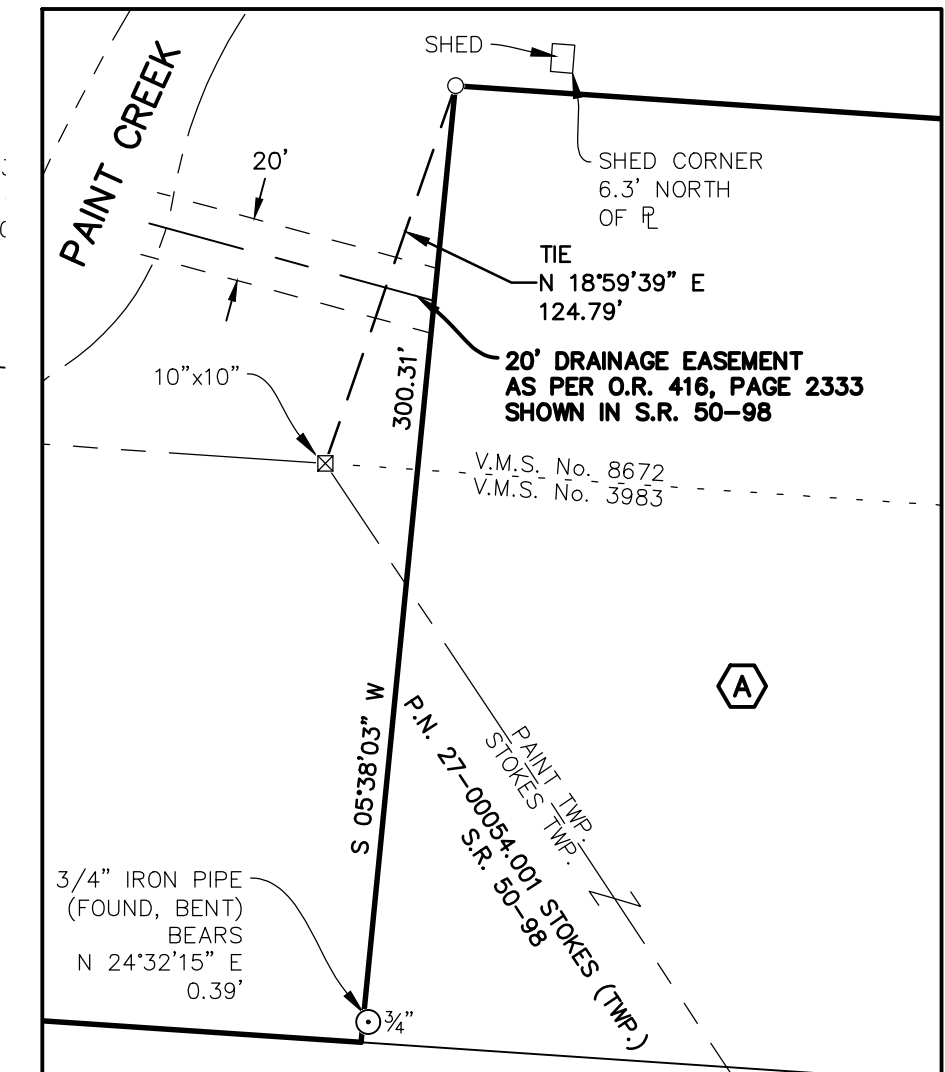 SHED
PAINT CREEK
20'
SHED CORNER
6.3' NORTH
OF PL
TIE
N 18°59'39" E
124.79'
20' DRAINAGE EASEMENT
AS PER O.R. 416, PAGE 2333
SHOWN IN S.R. 50-98
10"x10"
300.31'
V.M.S. No. 8672
V.M.S. No. 3983
A
S 05°38'03" W
PAINT TWP.
STOKES TWP.
P.N. 27-00054.001 STOKES (TWP.)
S.R. 50-98
3/4" IRON PIPE
(FOUND, BENT)
BEARS
N 24°32'15" E
0.39'
3/4"